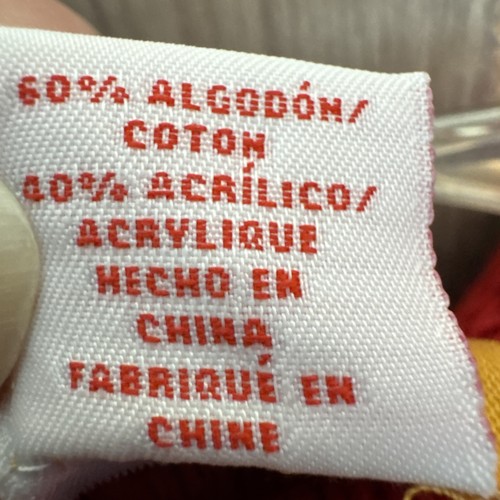 60% ALGODÓN/
COTON
40% ACRÍLICO/
ACRYLIQUE
HECHO EN
CHINA
FABRIQUÉ EN
CHINE